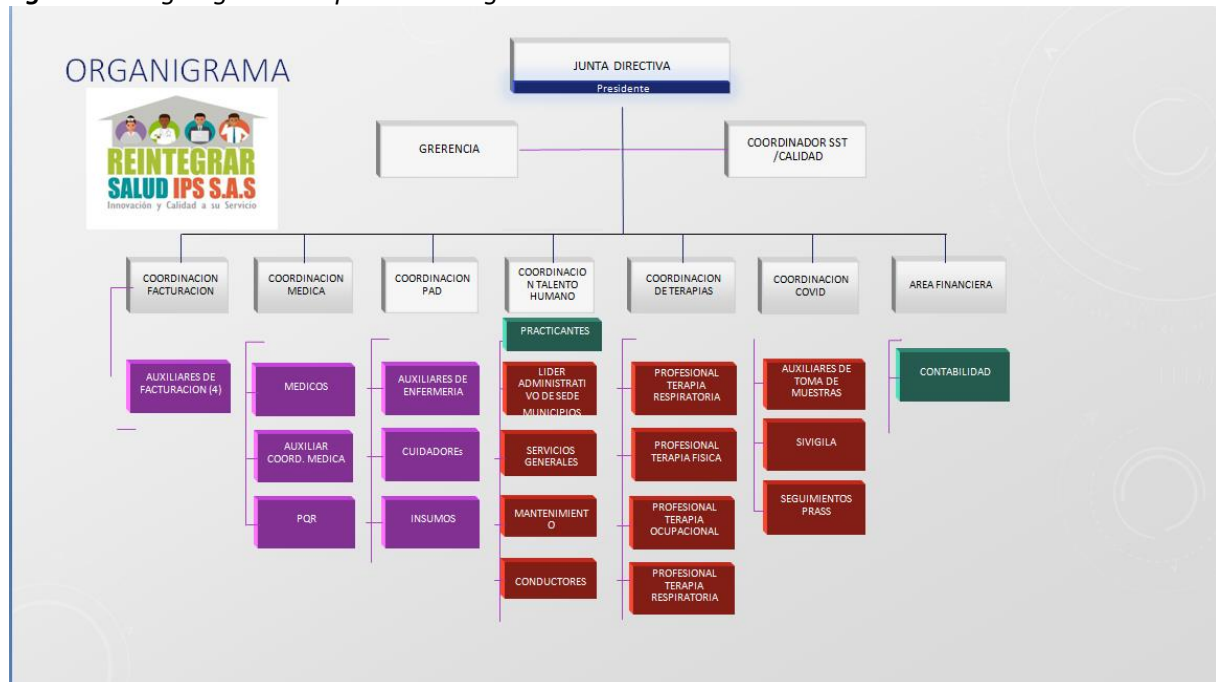 ORGANIGRAMA
REINTEGRAR
SALUD IPS S.A.S
Innovación y Calidad a su Servicio
JUNTA DIRECTIVA
Presidente
GRERENCIA
COORDINADOR SST
/CALIDAD
COORDINACION
FACTURACION
COORDINACION
MEDICA
COORDINACION
PAD
COORDINACIO
N TALENTO
HUMANO
COORDINACION
DE TERAPIAS
COORDINACION
COVID
AREA FINANCIERA
AUXILIARES DE
FACTURACION (4)
MEDICOS
AUXILIAR
COORD. MEDICA
PQR
AUXILIARES DE
ENFERMERIA
CUIDADOREs
INSUMOS
PRACTICANTES
LIDER
ADMINISTRATI
VO DE SEDE
MUNICIPIOS
SERVICIOS
GENERALES
MANTENIMIENT
O
CONDUCTORES
PROFESIONAL
TERAPIA
RESPIRATORIA
PROFESIONAL
TERAPIA FISICA
PROFESIONAL
TERAPIA
OCUPACIONAL
PROFESIONAL
TERAPIA
RESPIRATORIA
AUXILIARES DE
TOMA DE
MUESTRAS
SIVIGILA
SEGUIMIENTOS
PRASS
CONTABILIDAD